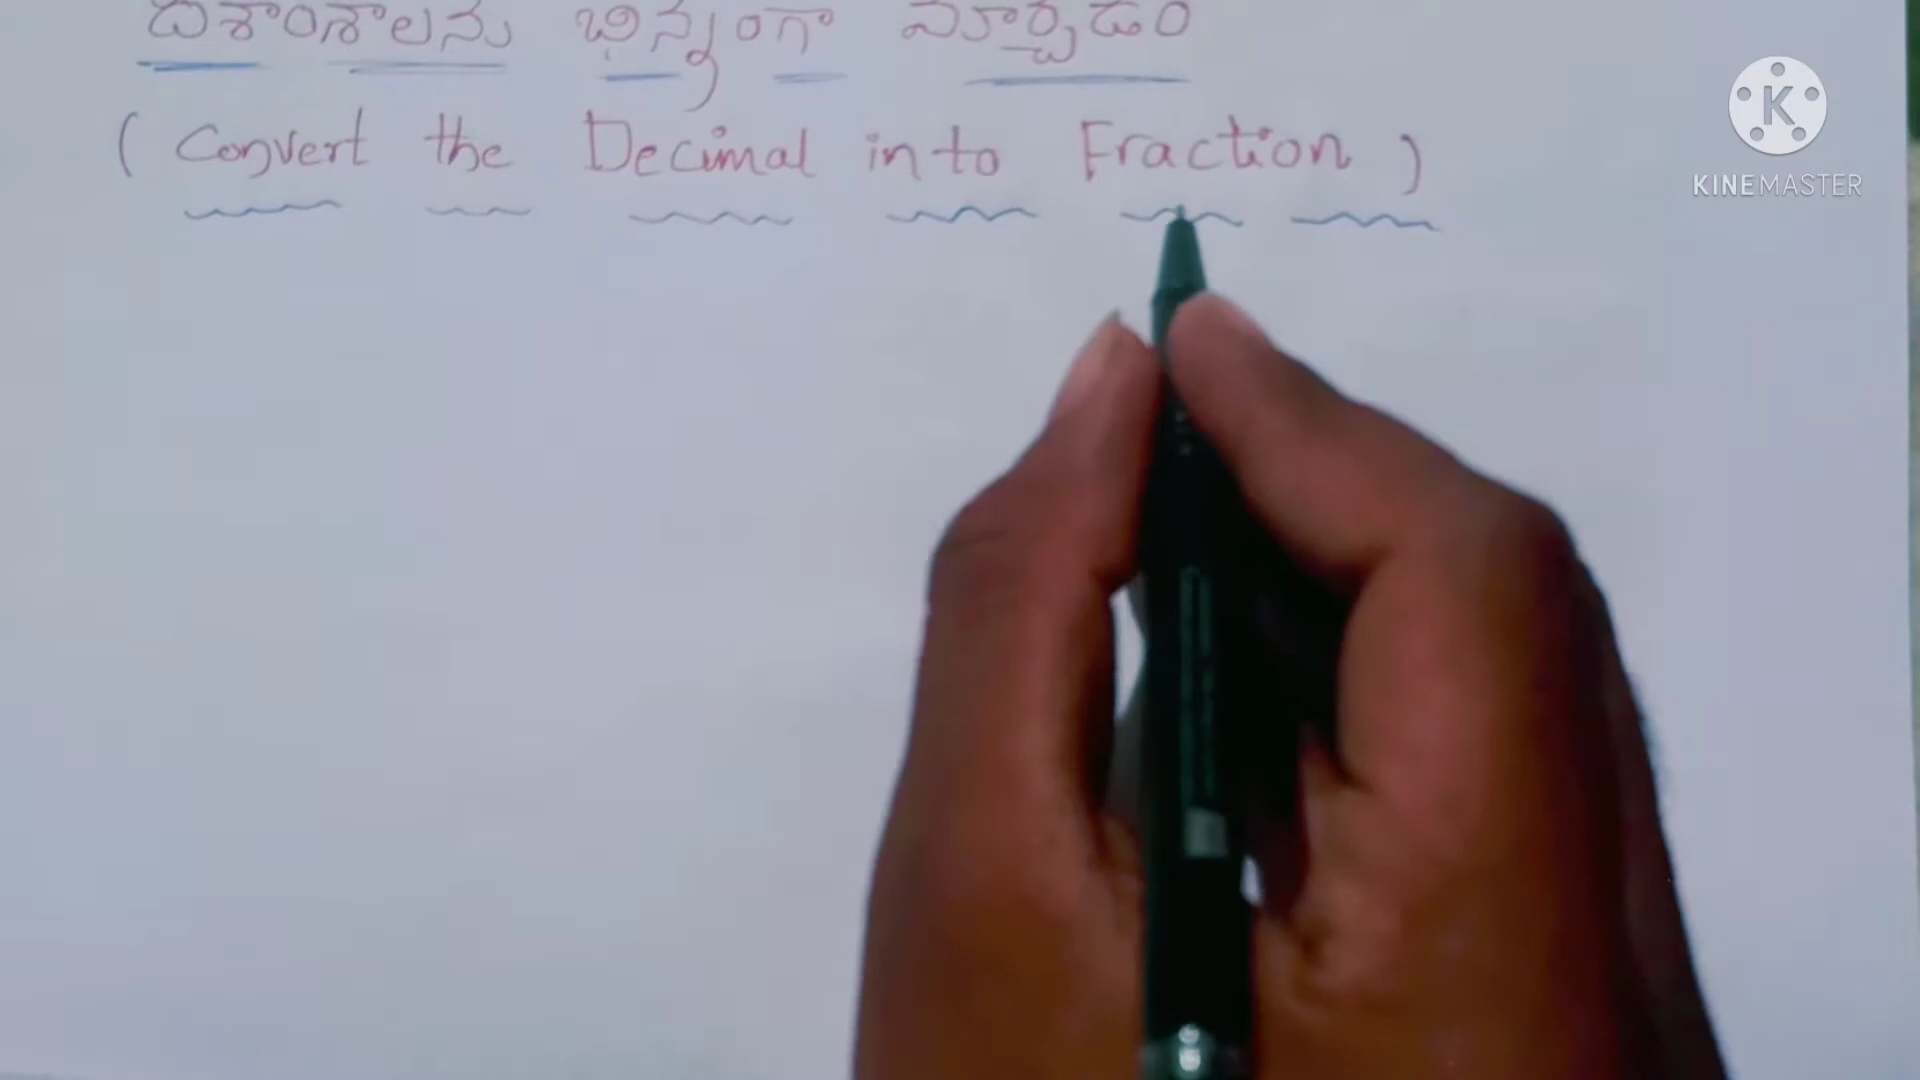 దశాంశాలను భిన్నంగా మార్చడం
( Convert the Decimal into Fraction )
K
KINEMASTER